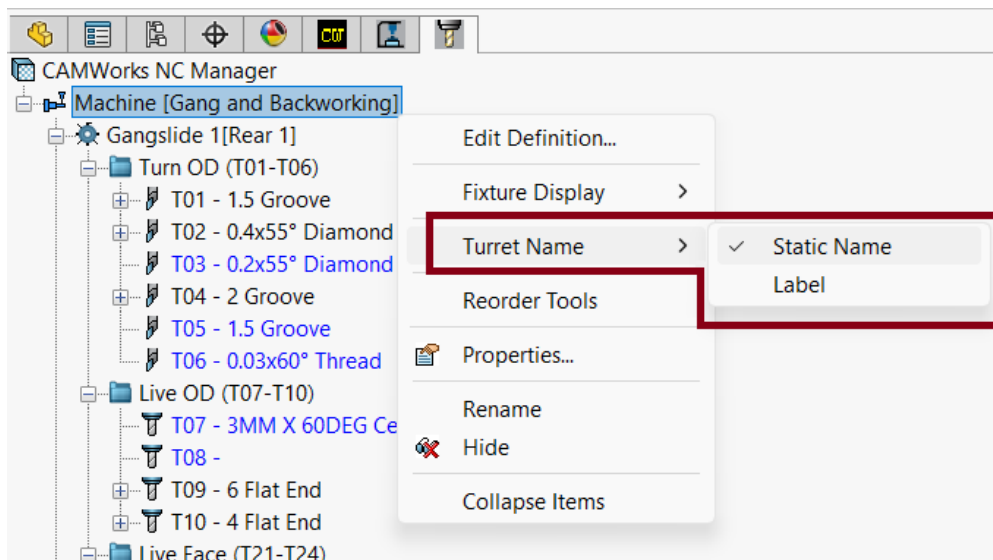 CW
CAMWorks NC Manager
Machine [Gang and Backworking]
Gangslide 1[Rear 1]
Turn OD (T01-T06)
T01 - 1.5 Groove
T02 - 0.4x55° Diamond
T03 - 0.2x55° Diamond
T04 - 2 Groove
T05 - 1.5 Groove
T06 - 0.03x60° Thread
Live OD (T07-T10)
T07 - 3MM X 60DEG Ce
T08 -
T09 - 6 Flat End
T10 - 4 Flat End
Live Face (T21-T24)
Edit Definition...
Fixture Display
Turret Name
Reorder Tools
Properties...
Rename
Hide
Collapse Items
Static Name
Label